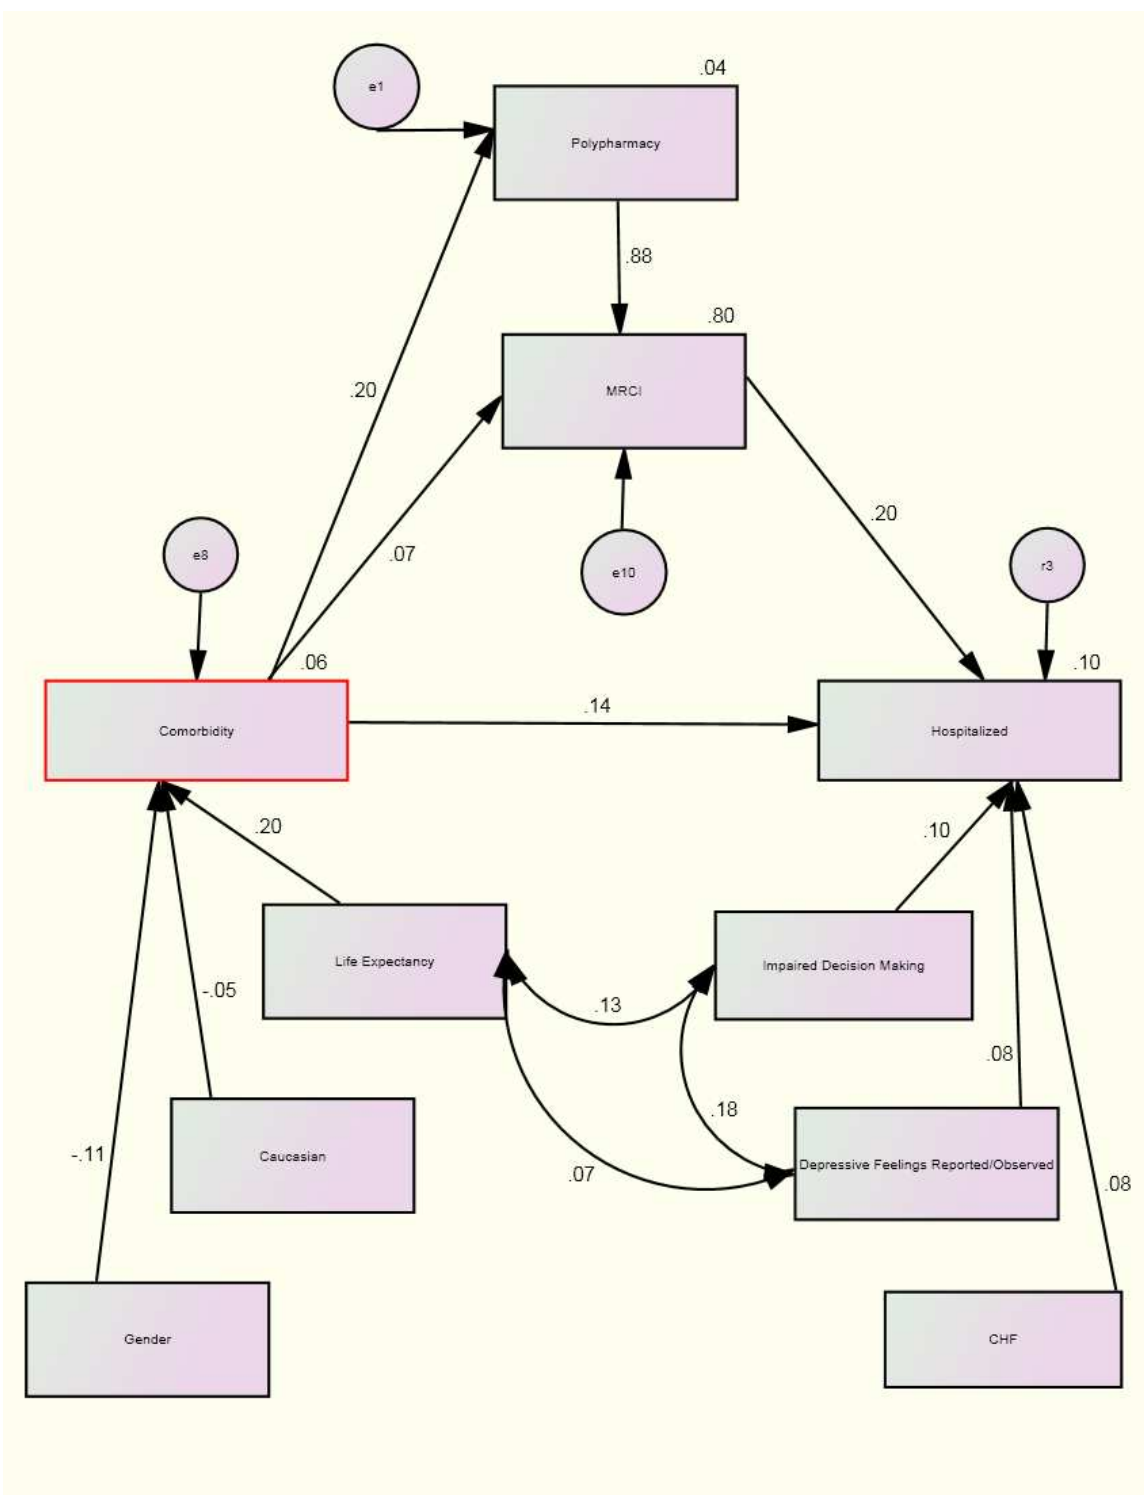 .04
e1
Polypharmacy
.88
.80
.20
MRCI
.20
.07
e8
e10
r3
.06
.10
.14
Comorbidity
Hospitalized
.20
.10
Life Expectancy
Impaired Decision Making
-.05
.13
.08
.18
-.11
Caucasian
Depressive Feelings Reported/Observed
.07
.08
Gender
CHF